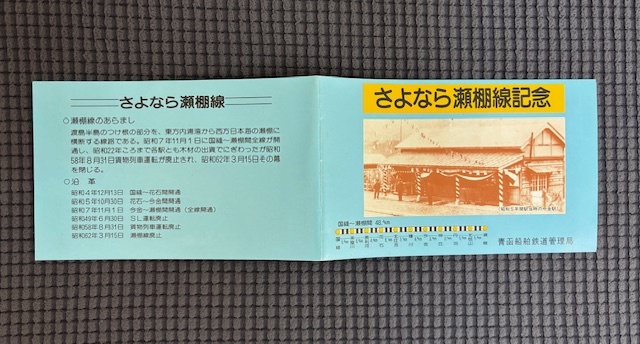 さよなら瀬棚線
○瀬棚線のあらまし
渡島半島のつけ根の部分を、東方内浦湾から西方日本海の瀬棚に
横断する線路である。昭和7年11月1日に国縫〜瀬棚間全線が開
通し、昭和22年ころまで各駅とも木材の出貨でにぎわったが昭和
58年8月31日貨物列車運転が廃止され、昭和62年3月15日その幕
を閉じる。
○沿 革
昭和4年12月13日 国縫〜花石間開通
昭和5年10月30日 花石〜今金間開通
昭和7年11月1日 今金〜瀬棚間開通(全線開通)
昭和49年6月30日 SL運転廃止
昭和58年8月31日 貨物列車運転廃止
昭和62年3月15日 瀬棚線廃止
さよなら瀬棚線記念
国縫〜瀬棚間 48.4km
青函船舶鉄道管理局